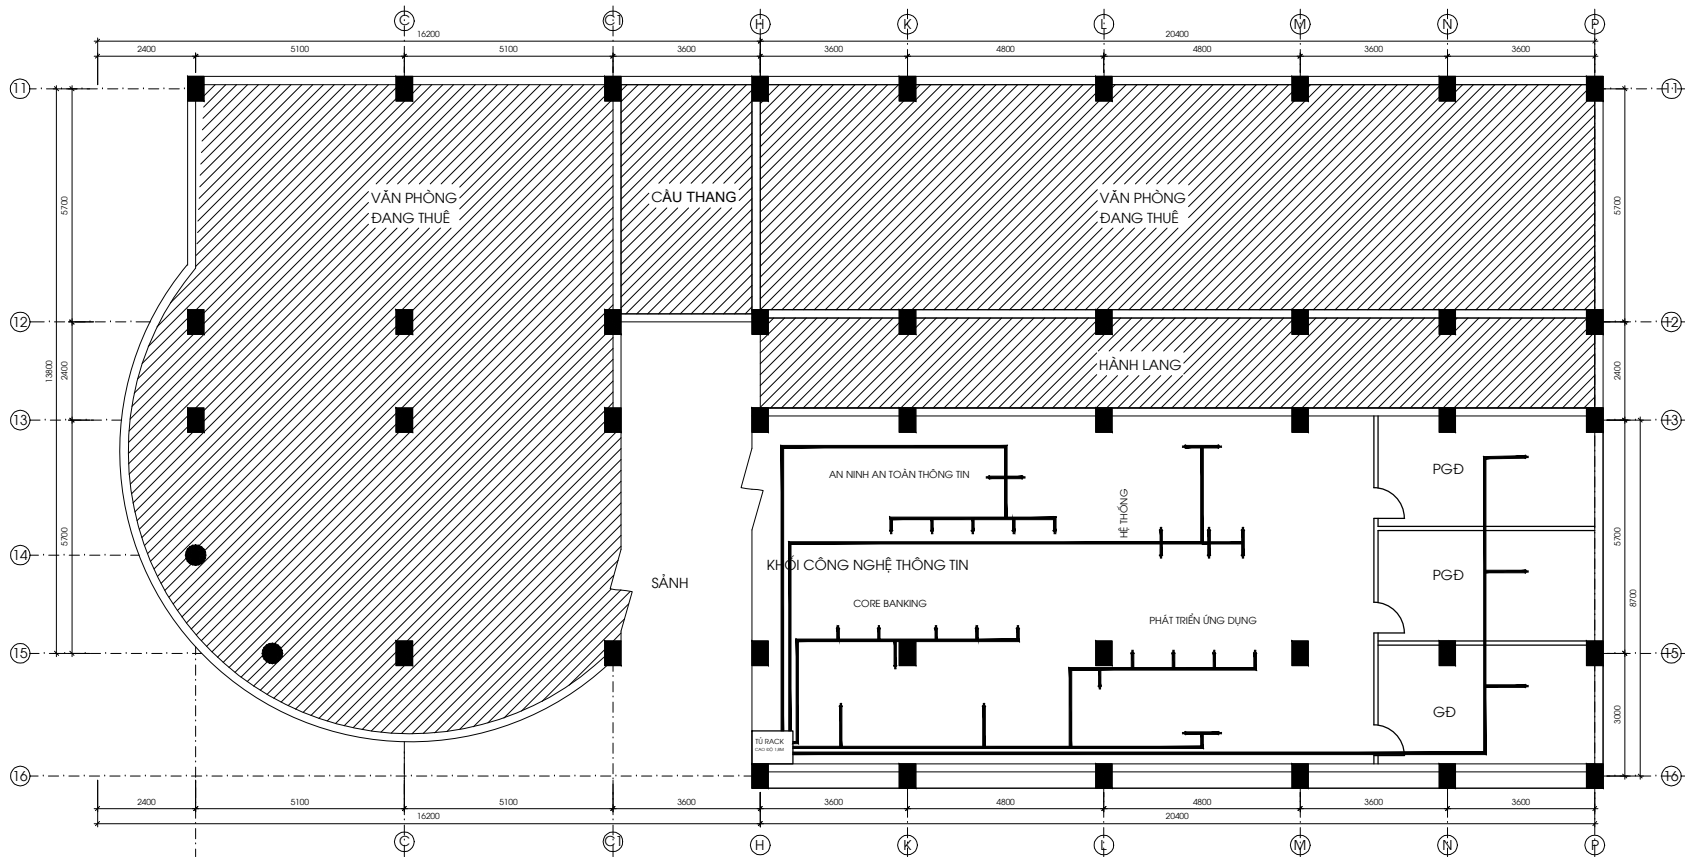 C C1 H K L M N P
16200 20400
2400 5100 5100 3600 3600 4800 4800 3600 3600
11 11
5700 5700
VĂN PHÒNG
ĐANG THUÊ
CẦU THANG
VĂN PHÒNG
ĐANG THUÊ
12 12
13800 2400 2400
HÀNH LANG
13 13
AN NINH AN TOÀN THÔNG TIN
HỆ THỐNG
PGĐ
5700 5700
14
KHỐI CÔNG NGHỆ THÔNG TIN
SẢNH
PGĐ
8700
CORE BANKING
PHÁT TRIỂN ỨNG DỤNG
15 15
GĐ
3000
TỦ RACK
CAO ĐỘ 1.8M
16 16
2400 5100 5100 3600 3600 4800 4800 3600 3600
16200 20400
C C1 H K L M N P